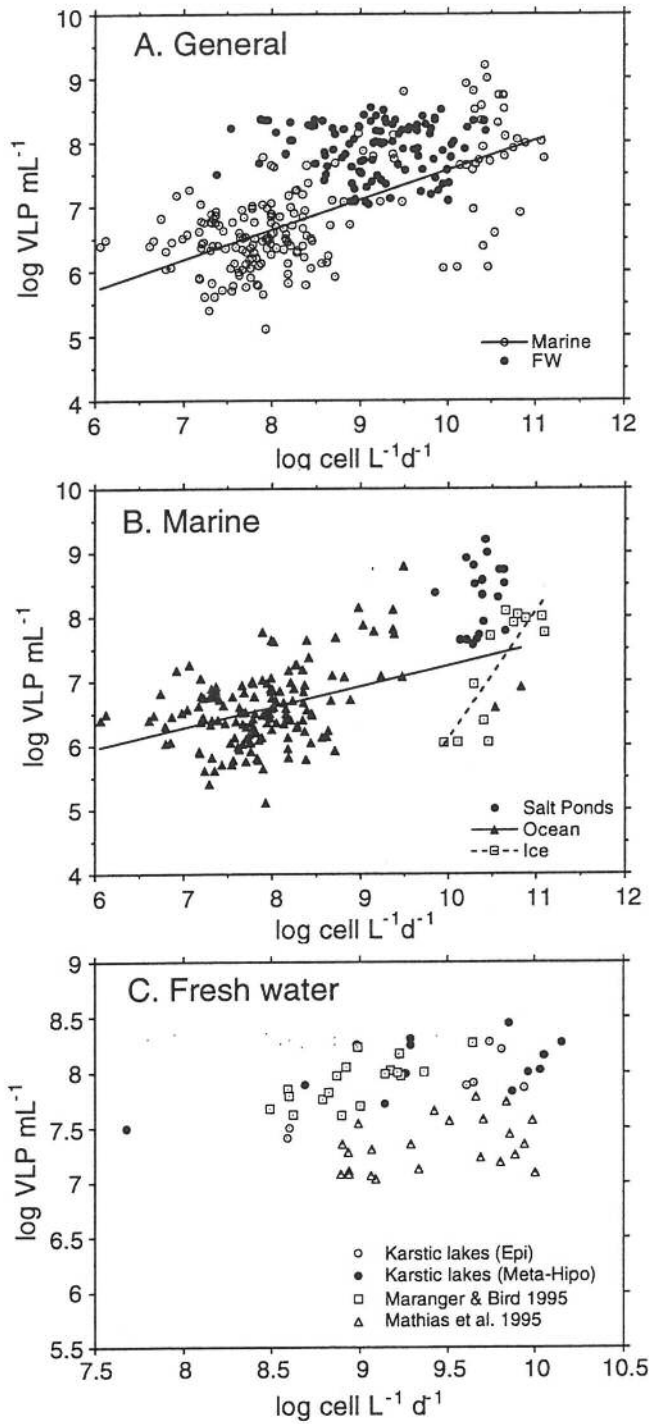 A. General
10
9
8
7
6
5
4
log VLP mL⁻¹
Marine
FW
6 7 8 9 10 11 12
log cell L⁻¹d⁻¹
B. Marine
10
9
8
7
6
5
4
log VLP mL⁻¹
Salt Ponds
Ocean
Ice
6 7 8 9 10 11 12
log cell L⁻¹d⁻¹
C. Fresh water
9
8.5
8
7.5
7
6.5
6
5.5
log VLP mL⁻¹
Karstic lakes (Epi)
Karstic lakes (Meta-Hipo)
Maranger & Bird 1995
Mathias et al. 1995
7.5 8 8.5 9 9.5 10 10.5
log cell L⁻¹ d⁻¹